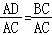 AD/AC = BC/AC